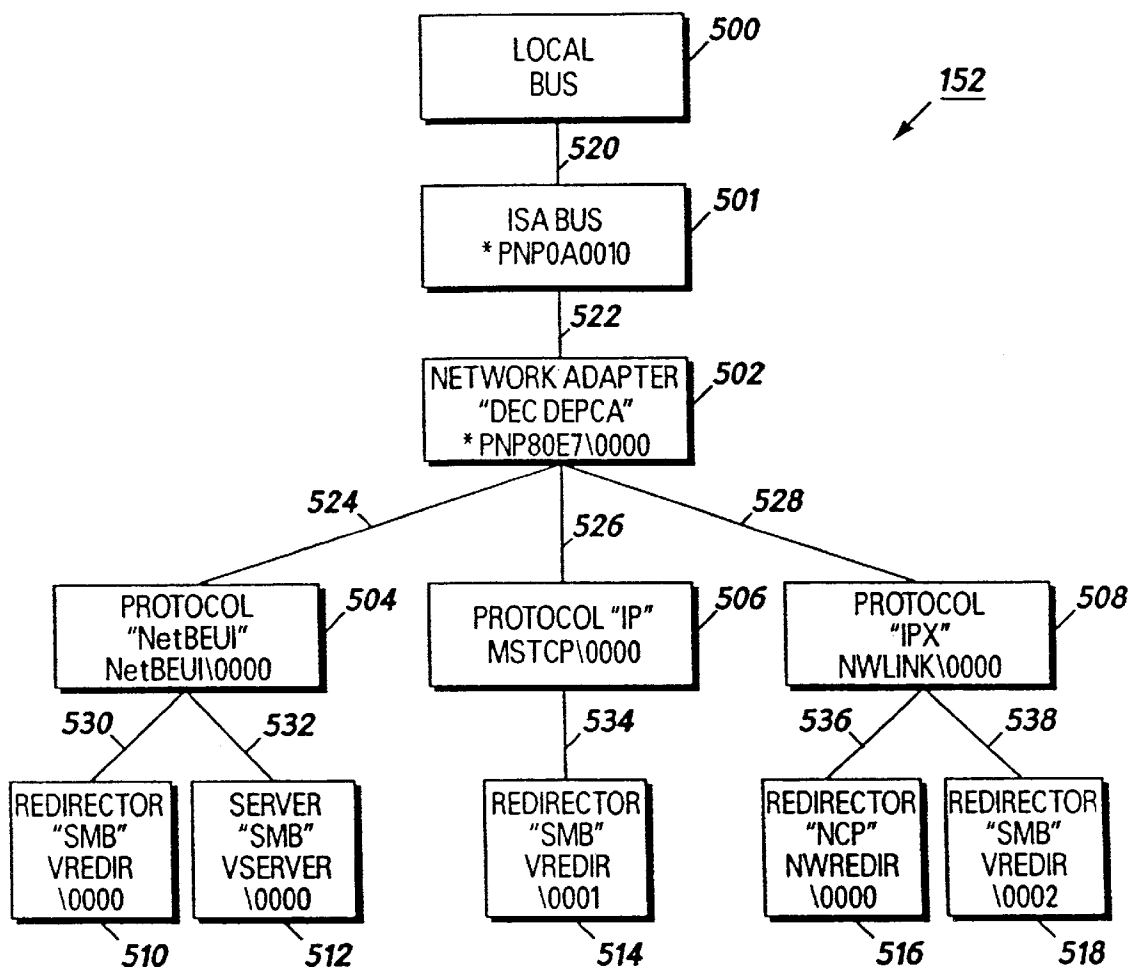 LOCAL
BUS
500
152
520
ISA BUS
* PNP0A0010
501
522
NETWORK ADAPTER
"DEC DEPCA"
* PNP80E7\0000
502
524
526
528
PROTOCOL
"NetBEUI"
NetBEUI\0000
504
PROTOCOL "IP"
MSTCP\0000
506
PROTOCOL
"IPX"
NWLINK\0000
508
530
532
534
536
538
REDIRECTOR
"SMB"
VREDIR
\0000
510
SERVER
"SMB"
VSERVER
\0000
512
REDIRECTOR
"SMB"
VREDIR
\0001
514
REDIRECTOR
"NCP"
NWREDIR
\0000
516
REDIRECTOR
"SMB"
VREDIR
\0002
518